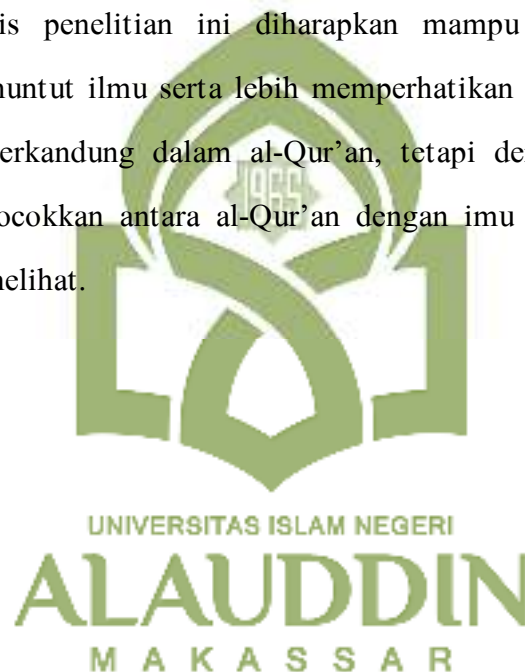 is penelitian ini diharapkan mampu
nuntut ilmu serta lebih memperhatikan
erkandung dalam al-Qur'an, tetapi de
ocokkan antara al-Qur'an dengan imu
nelihat.
1965
UNIVERSITAS ISLAM NEGERI
ALAUDDIN
MAKASSAR